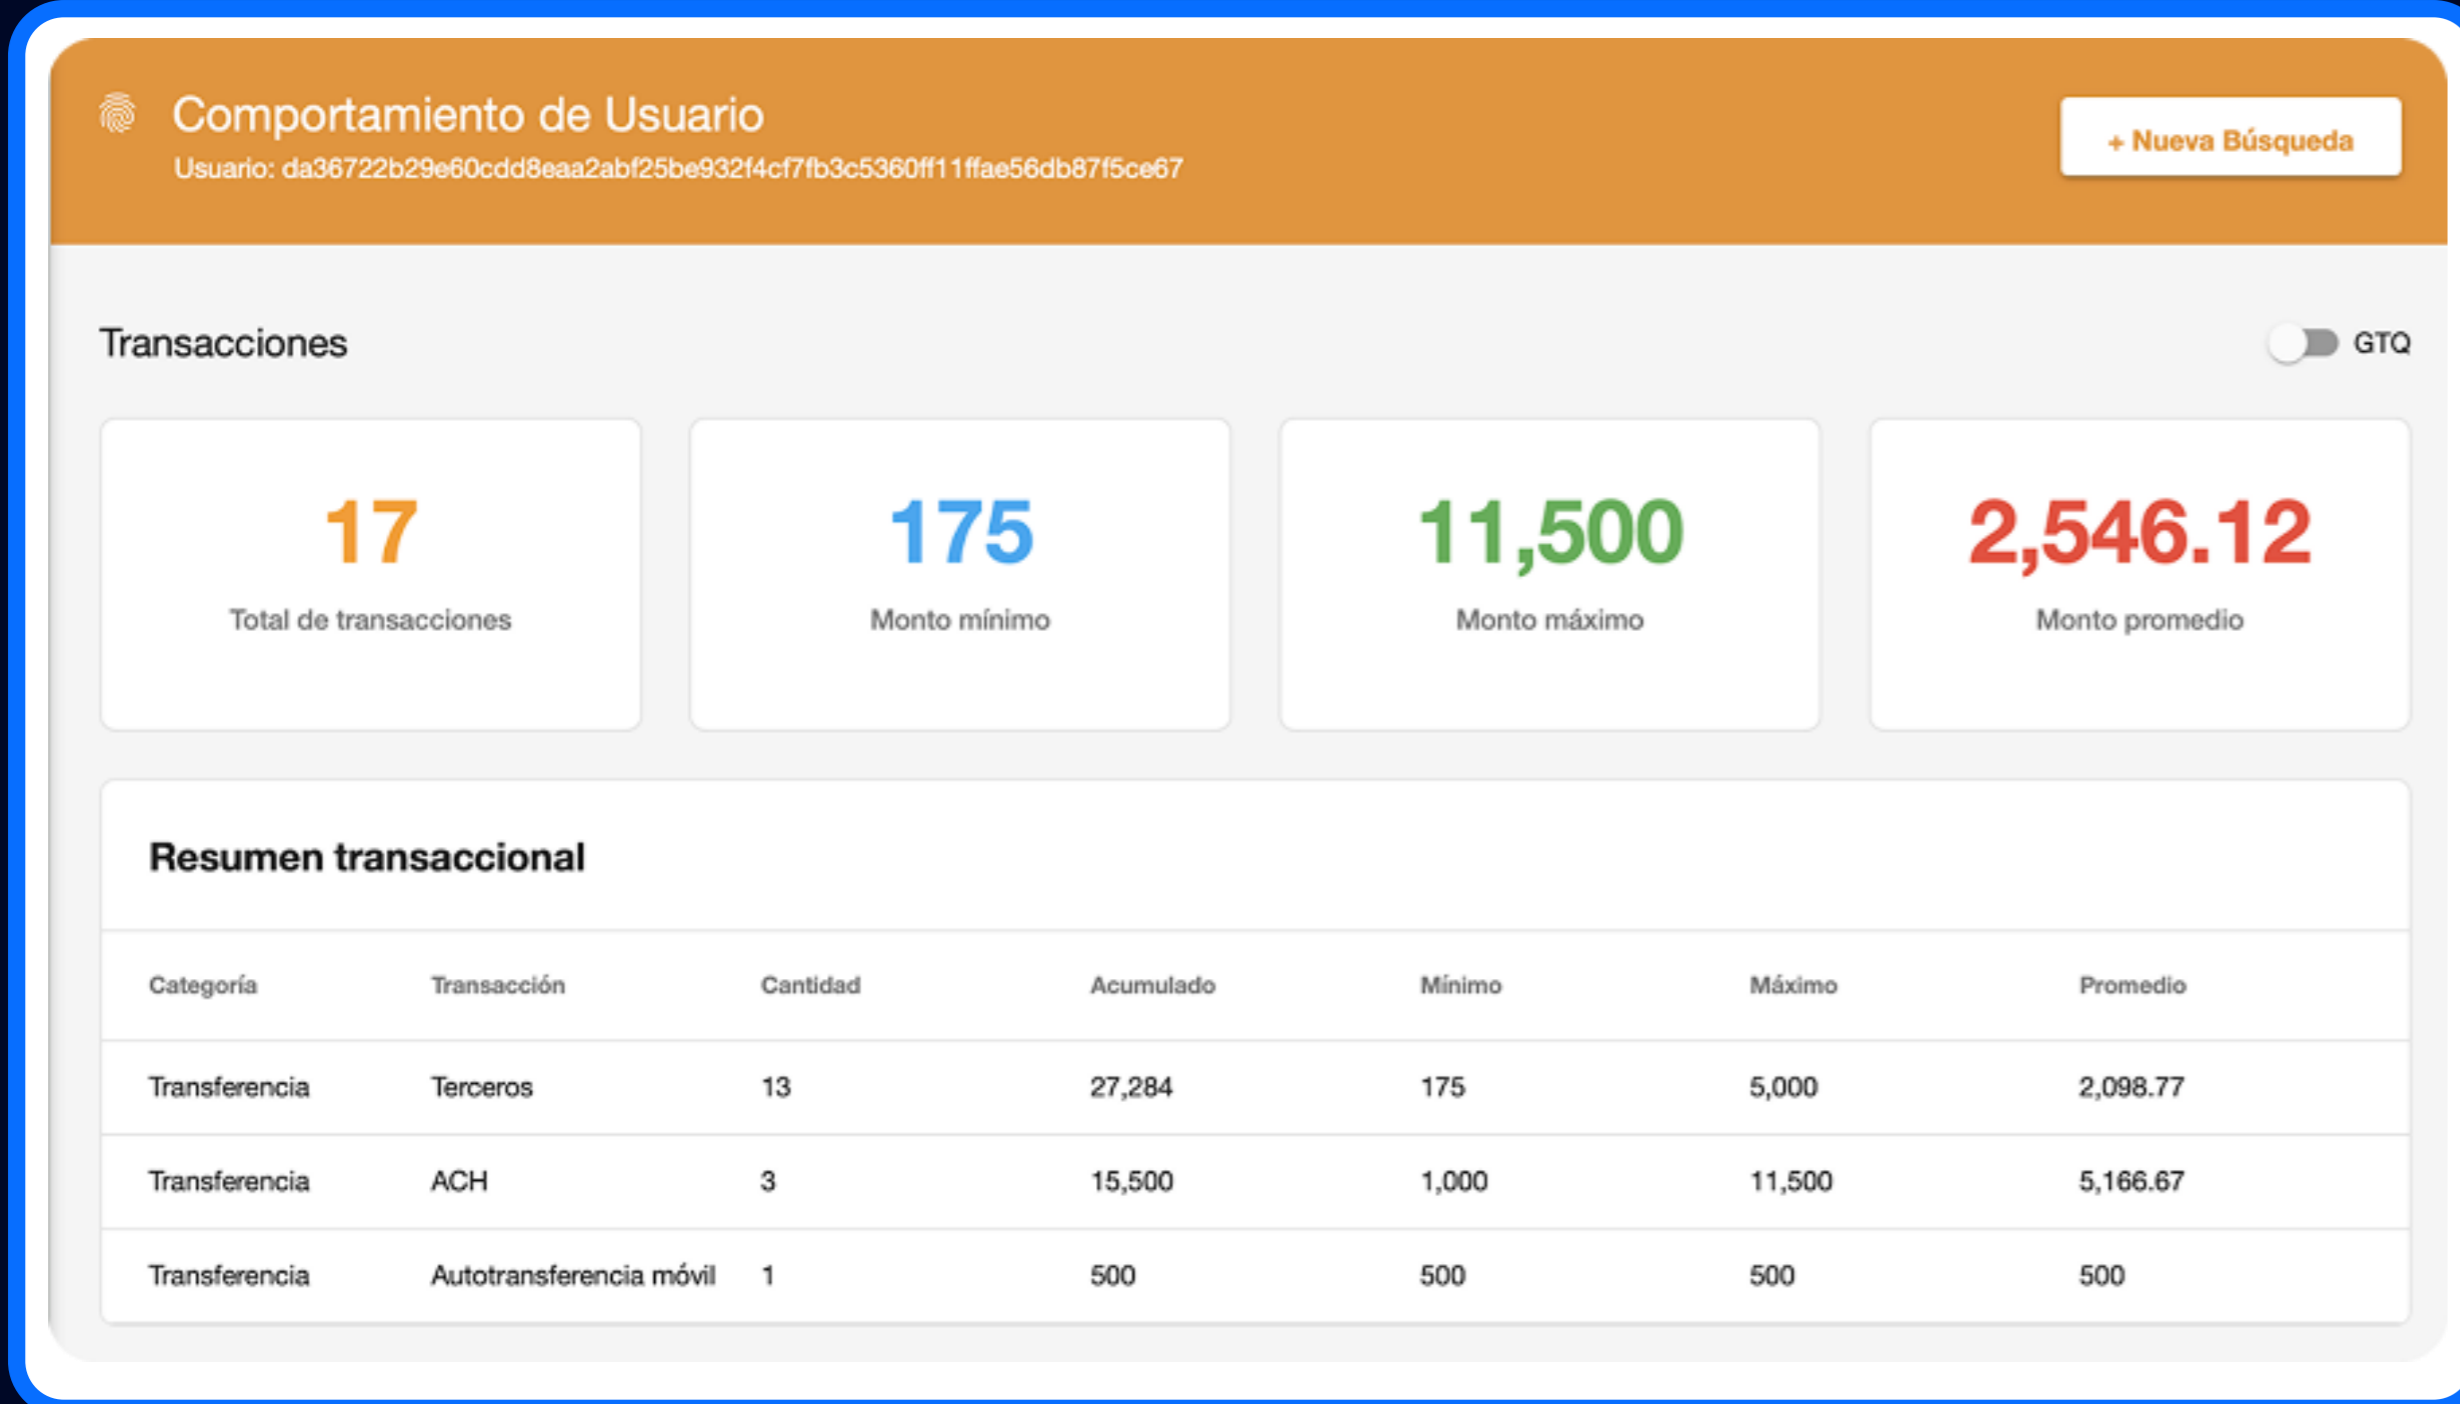 Comportamiento de Usuario
Usuario: da36722b29e60cdd8eaa2abf25be932f4cf7fb3c5360ff11ffae56db87f5ce67
+ Nueva Búsqueda
Transacciones
GTQ
17
Total de transacciones
175
Monto mínimo
11,500
Monto máximo
2,546.12
Monto promedio
Resumen transaccional
Categoría Transacción Cantidad Acumulado Mínimo Máximo Promedio
Transferencia Terceros 13 27,284 175 5,000 2,098.77
Transferencia ACH 3 15,500 1,000 11,500 5,166.67
Transferencia Autotransferencia móvil 1 500 500 500 500